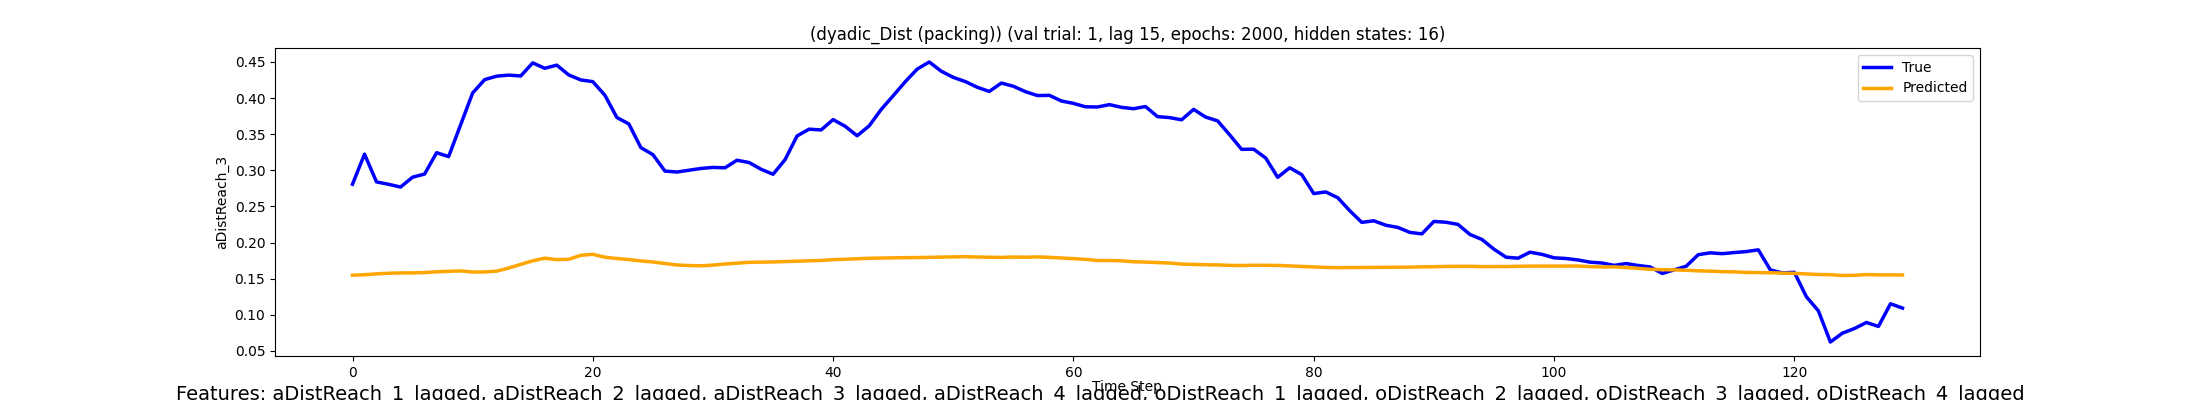 (dyadic_Dist (packing)) (val trial: 1, lag 15, epochs: 2000, hidden states: 16)
True
Predicted
aDistReach_3
0.45
0.40
0.35
0.30
0.25
0.20
0.15
0.10
0.05
0 20 40 60 80 100 120
Time Step
Features: aDistReach_1_lagged, aDistReach_2_lagged, aDistReach_3_lagged, aDistReach_4_lagged, oDistReach_1_lagged, oDistReach_2_lagged, oDistReach_3_lagged, oDistReach_4_lagged